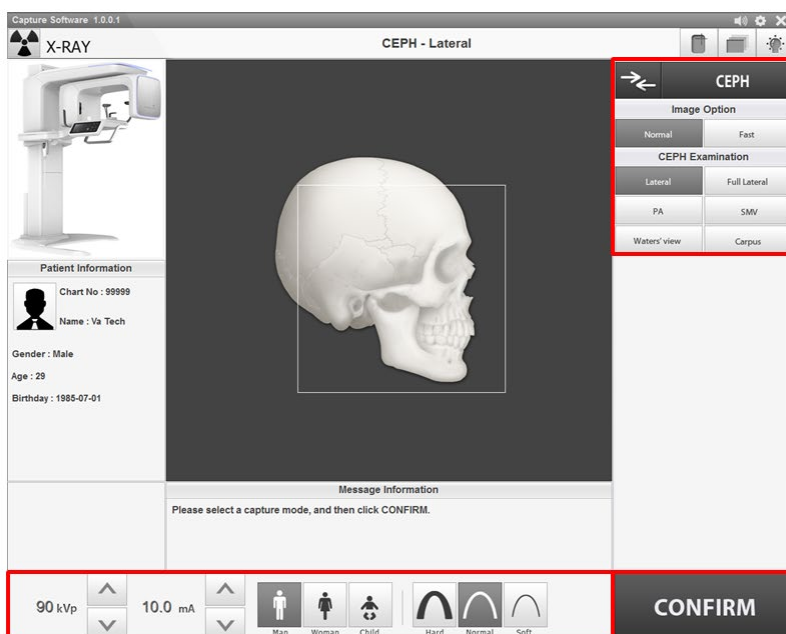 Capture Software 1.0.0.1
X-RAY
CEPH - Lateral
CEPH
Image Option
Normal Fast
CEPH Examination
Lateral Full Lateral
PA SMV
Waters' view Carpus
Patient Information
Chart No : 99999
Name : Va Tech
Gender : Male
Age : 29
Birthday : 1985-07-01
Message Information
Please select a capture mode, and then click CONFIRM.
90 kVp 10.0 mA
Man Woman Child Hard Normal Soft
CONFIRM